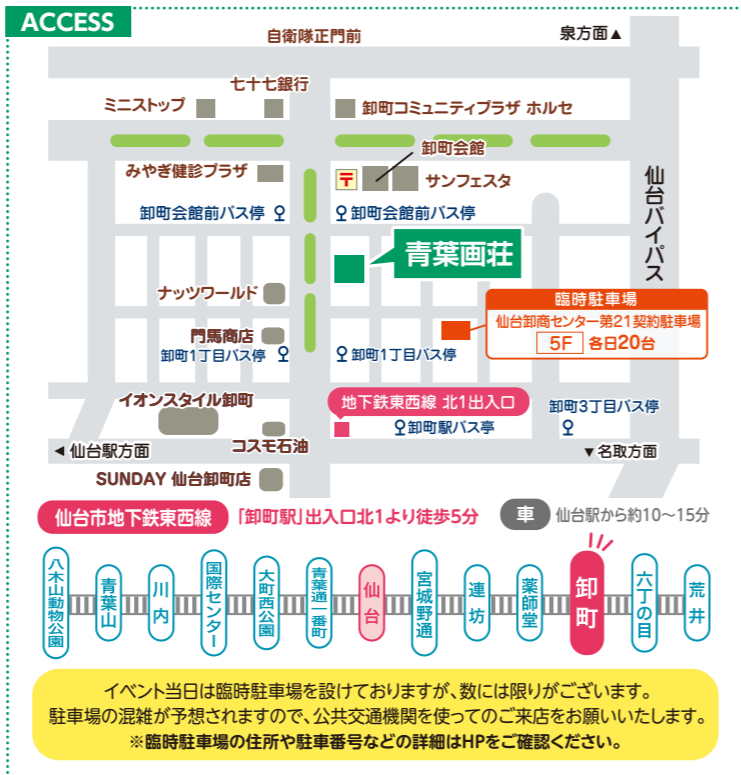 ACCESS
自衛隊正門前
泉方面▲
七十七銀行
ミニストップ
卸町コミュニティプラザ ホルセ
卸町会館
みやぎ健診プラザ
〒
サンフェスタ
仙台バイパス
卸町会館前バス停
卸町会館前バス停
青葉画荘
ナッツワールド
臨時駐車場
仙台卸商センター第21契約駐車場
5F 各日20台
門馬商店
卸町1丁目バス停
卸町1丁目バス停
イオンスタイル卸町
地下鉄東西線 北1出入口
卸町3丁目バス停
卸町駅バス亭
◀仙台駅方面
コスモ石油
▼名取方面
SUNDAY 仙台卸町店
仙台市地下鉄東西線 「卸町駅」出入口北1より徒歩5分
車 仙台駅から約10〜15分
八木山動物公園
青葉山
川内
国際センター
大町西公園
青葉通一番町
仙台
宮城野通
連坊
薬師堂
卸町
六丁の目
荒井
イベント当日は臨時駐車場を設けておりますが、数には限りがございます。
駐車場の混雑が予想されますので、公共交通機関を使ってのご来店をお願いいたします。
※臨時駐車場の住所や駐車番号などの詳細はHPをご確認ください。